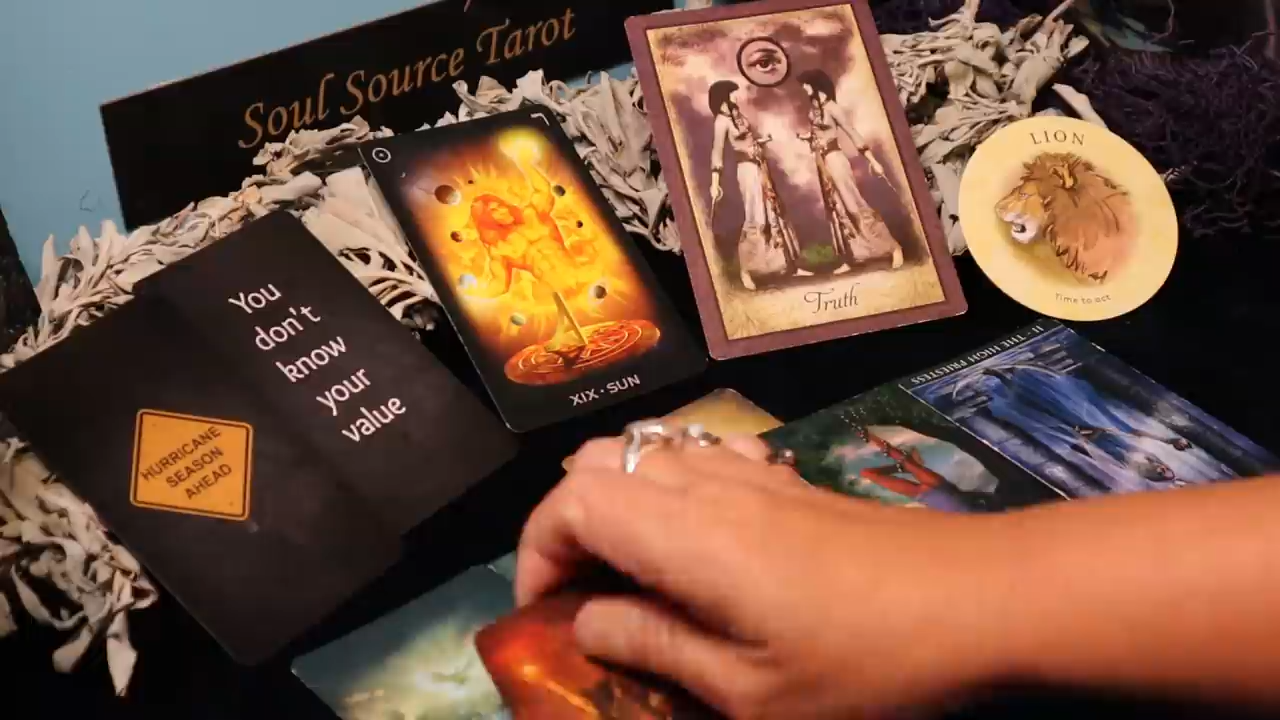 Soul Source Tarot
You
don't
know
your
value
HURRICANE
SEASON
AHEAD
XIX • SUN
Truth
LION
Time to act
II • THE HIGH PRIESTESS